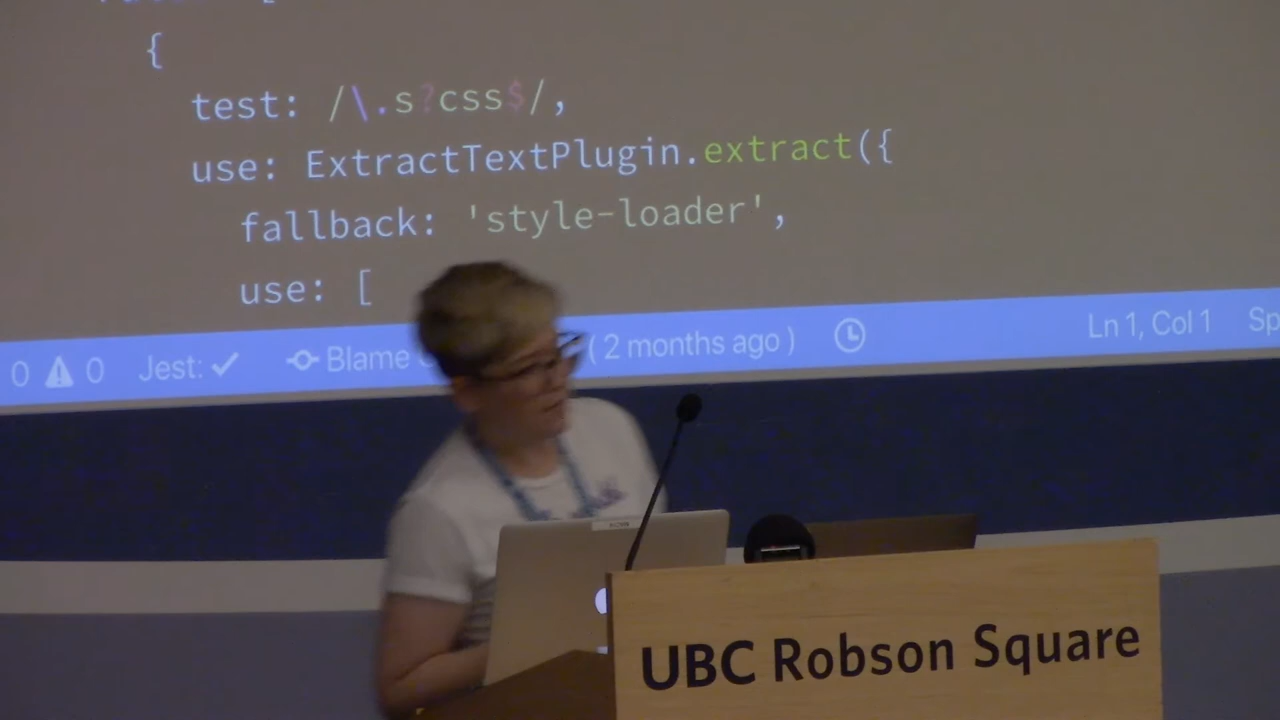 {
test: /\.s?css$/,
use: ExtractTextPlugin.extract({
fallback: 'style-loader',
use: [
0 0 Jest: ✓ Blame ( 2 months ago ) Ln 1, Col 1 Sp
UBC Robson Square